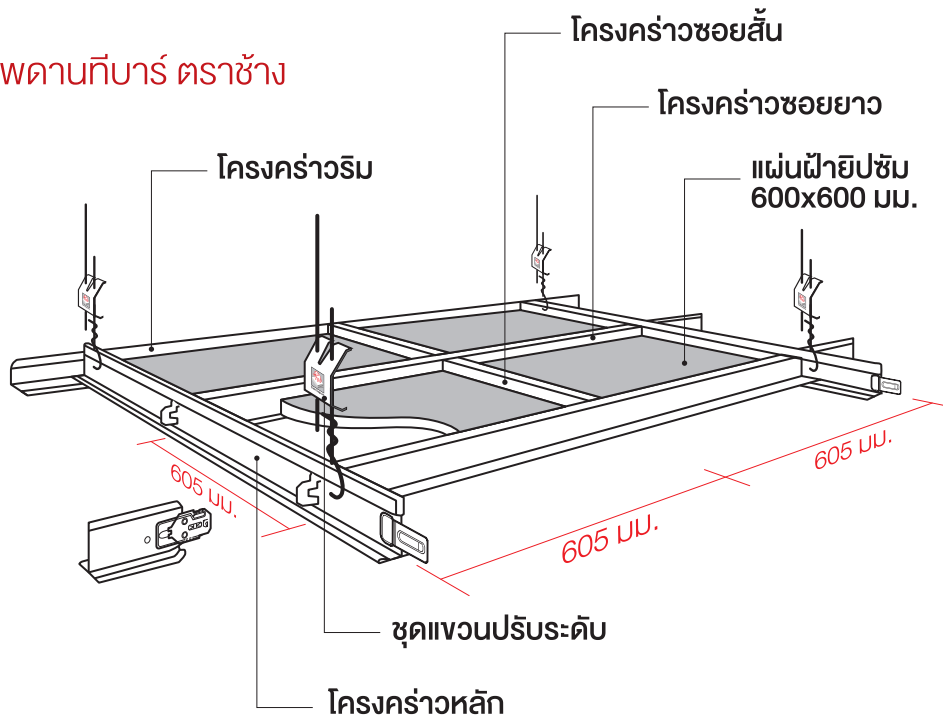 โครงคร่าวซอยสั้น
พดานทีบาร์ ตราช้าง
โครงคร่าวซอยยาว
โครงคร่าวริม
แผ่นฝ้ายิปซัม
600x600 มม.
605 มม.
605 มม.
605 มม.
ชุดแขวนปรับระดับ
โครงคร่าวหลัก